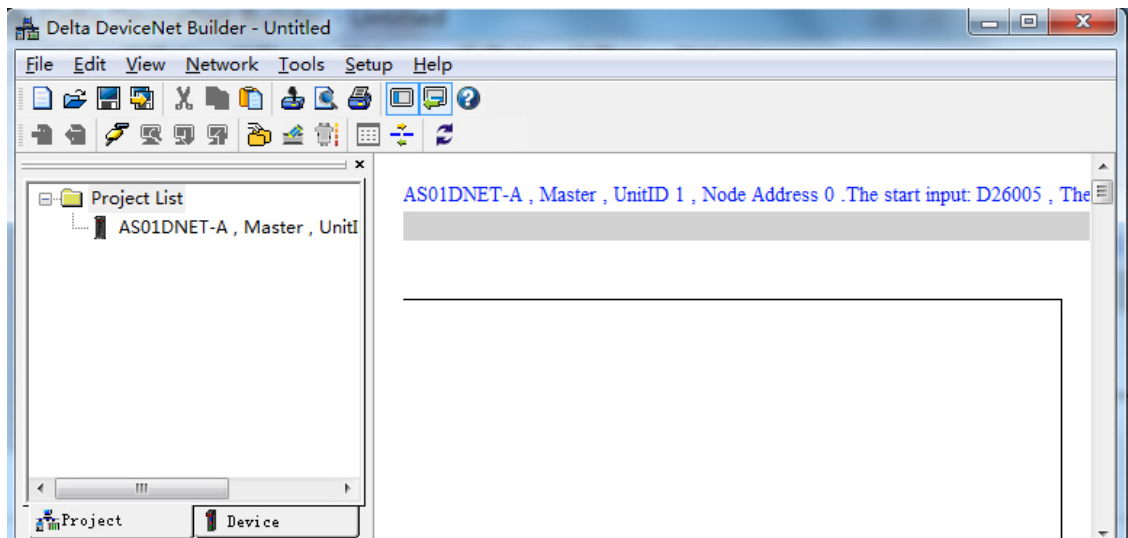 Delta DeviceNet Builder - Untitled
File Edit View Network Tools Setup Help
Project List
AS01DNET-A , Master , UnitI
AS01DNET-A , Master , UnitID 1 , Node Address 0 .The start input: D26005 , The
Project
Device